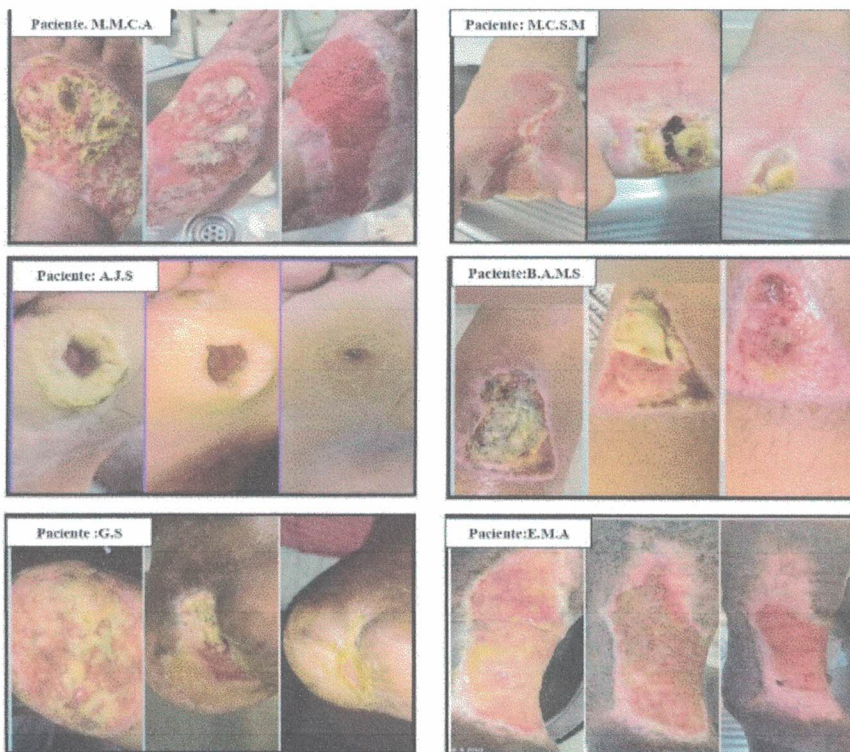 Paciente. M.M.C.A
Paciente: M.C.S.M
Paciente: A.J.S
Paciente:B.A.M.S
Paciente :G.S
Paciente:E.M.A